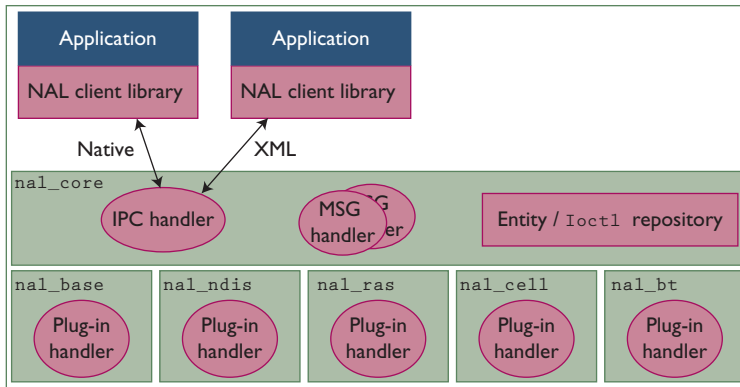 Application
Application
NAL client library
NAL client library
Native
XML
nal_core
IPC handler
MSG
handler
Entity / Ioctl repository
nal_base
nal_ndis
nal_ras
nal_cell
nal_bt
Plug-in
handler
Plug-in
handler
Plug-in
handler
Plug-in
handler
Plug-in
handler